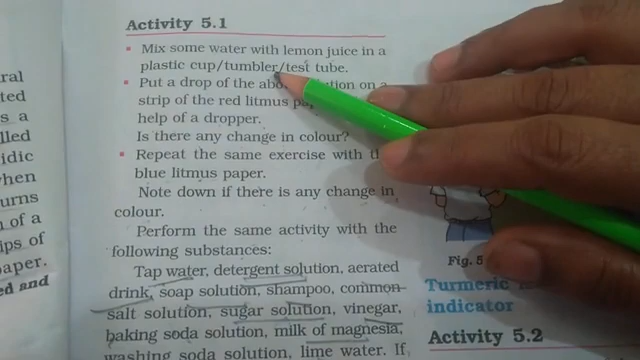 Activity 5.1
Mix some water with lemon juice in a
plastic cup/tumbler/test tube.
Put a drop of the above solution on a
strip of the red litmus
help of a dropper.
Is there any change in colour?
Repeat the same exercise with
blue litmus paper.
Note down if there is any change in
colour.
Perform the same activity with the
following substances:
Tap water, detergent solution, aerated
drink, soap solution, shampoo, common
salt solution, sugar solution, vinegar,
baking soda solution, milk of magnesia,
washing soda solution, lime water. If
ral
ted
s a
lled
idic
when
urns
n of a
ips of
paper.
ed and
Fig. 5
Turmeric
indicator
Activity 5.2